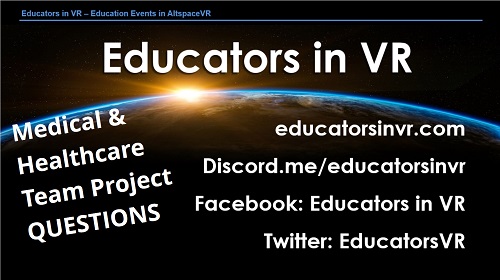 Educators in VR – Education Events in AltspaceVR
Educators in VR
Medical &
Healthcare
Team Project
QUESTIONS
educatorsinvr.com
Discord.me/educatorsinvr
Facebook: Educators in VR
Twitter: EducatorsVR